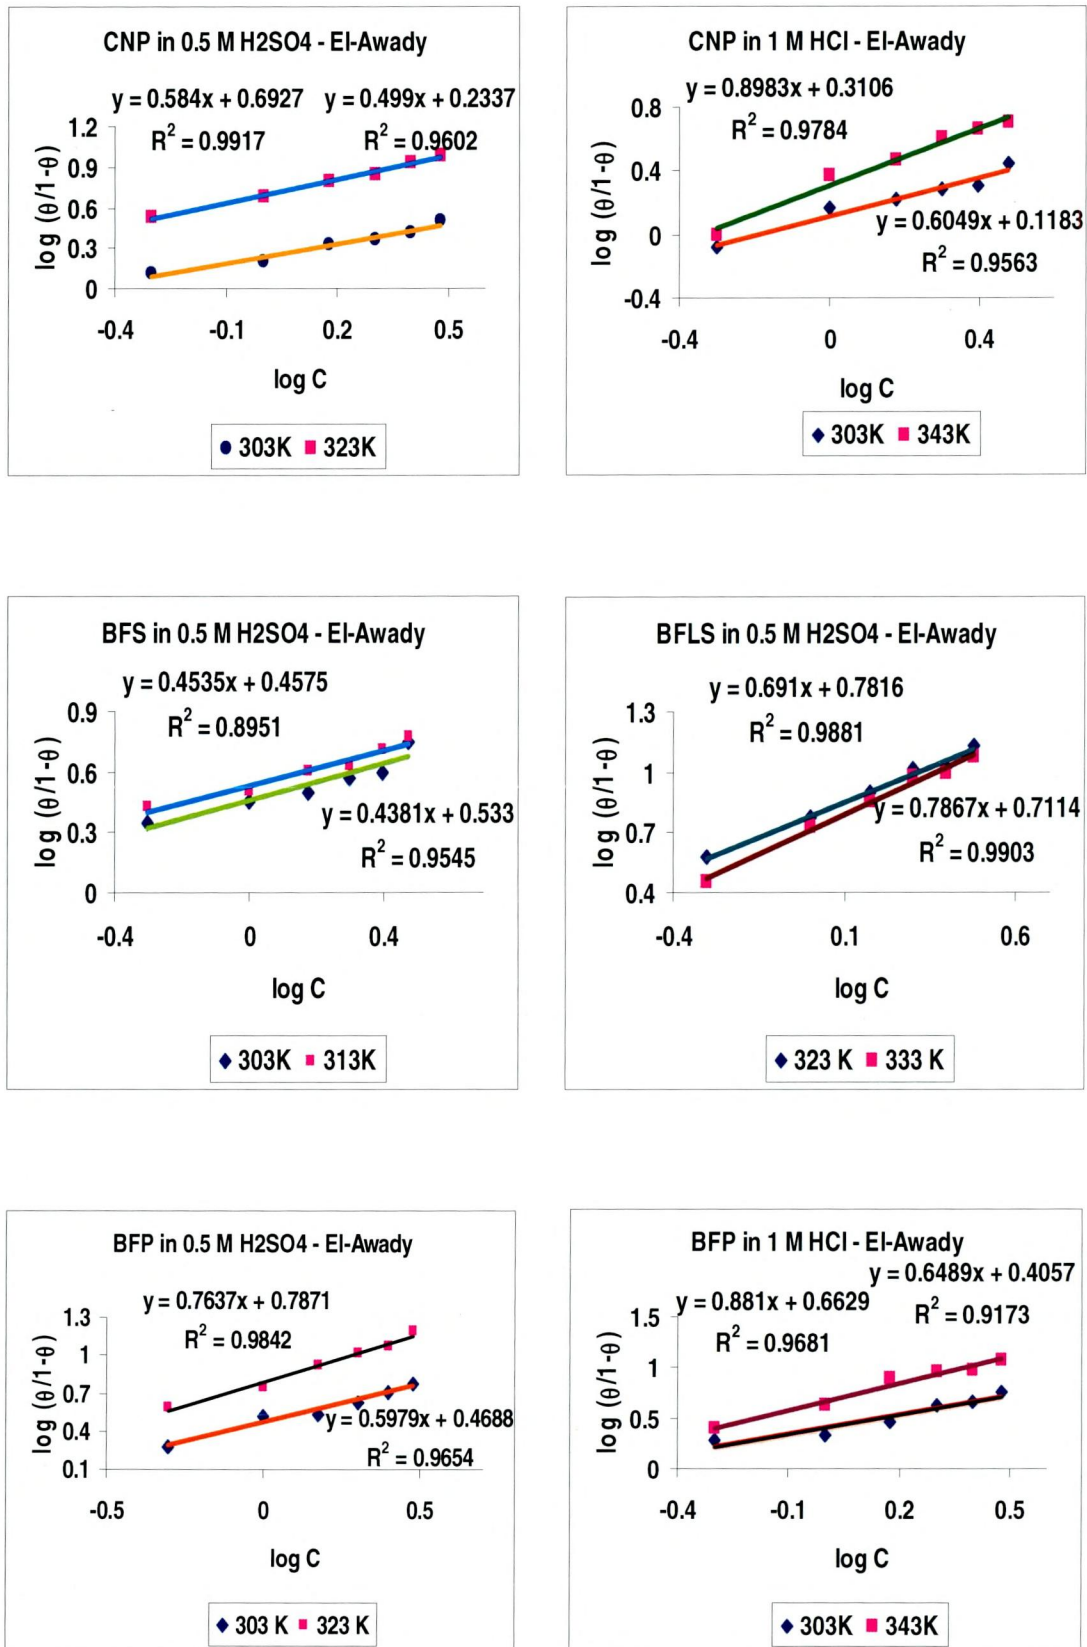 CNP in 0.5 M H2SO4 - El-Awady
y = 0.584x + 0.6927 y = 0.499x + 0.2337
R² = 0.9917 R² = 0.9602
1.2
0.9
0.6
0.3
0
log (θ/1-θ)
-0.4 -0.1 0.2 0.5
log C
303K 323K
CNP in 1 M HCl - El-Awady
y = 0.8983x + 0.3106
R² = 0.9784
0.8
0.4
0
-0.4
log (θ/1-θ)
y = 0.6049x + 0.1183
R² = 0.9563
-0.4 0 0.4
log C
303K 343K
BFS in 0.5 M H2SO4 - El-Awady
y = 0.4535x + 0.4575
R² = 0.8951
0.9
0.6
0.3
0
log (θ/1-θ)
y = 0.4381x + 0.533
R² = 0.9545
-0.4 0 0.4
log C
303K 313K
BFLS in 0.5 M H2SO4 - El-Awady
y = 0.691x + 0.7816
R² = 0.9881
1.3
1
0.7
0.4
log (θ/1-θ)
y = 0.7867x + 0.7114
R² = 0.9903
-0.4 0.1 0.6
log C
323 K 333 K
BFP in 0.5 M H2SO4 - El-Awady
y = 0.7637x + 0.7871
R² = 0.9842
1.3
1
0.7
0.4
0.1
log (θ/1-θ)
y = 0.5979x + 0.4688
R² = 0.9654
-0.5 0 0.5
log C
303 K 323 K
BFP in 1 M HCl - El-Awady
y = 0.6489x + 0.4057
y = 0.881x + 0.6629
R² = 0.9173
R² = 0.9681
1.5
1
0.5
0
log (θ/1-θ)
-0.4 -0.1 0.2 0.5
log C
303K 343K